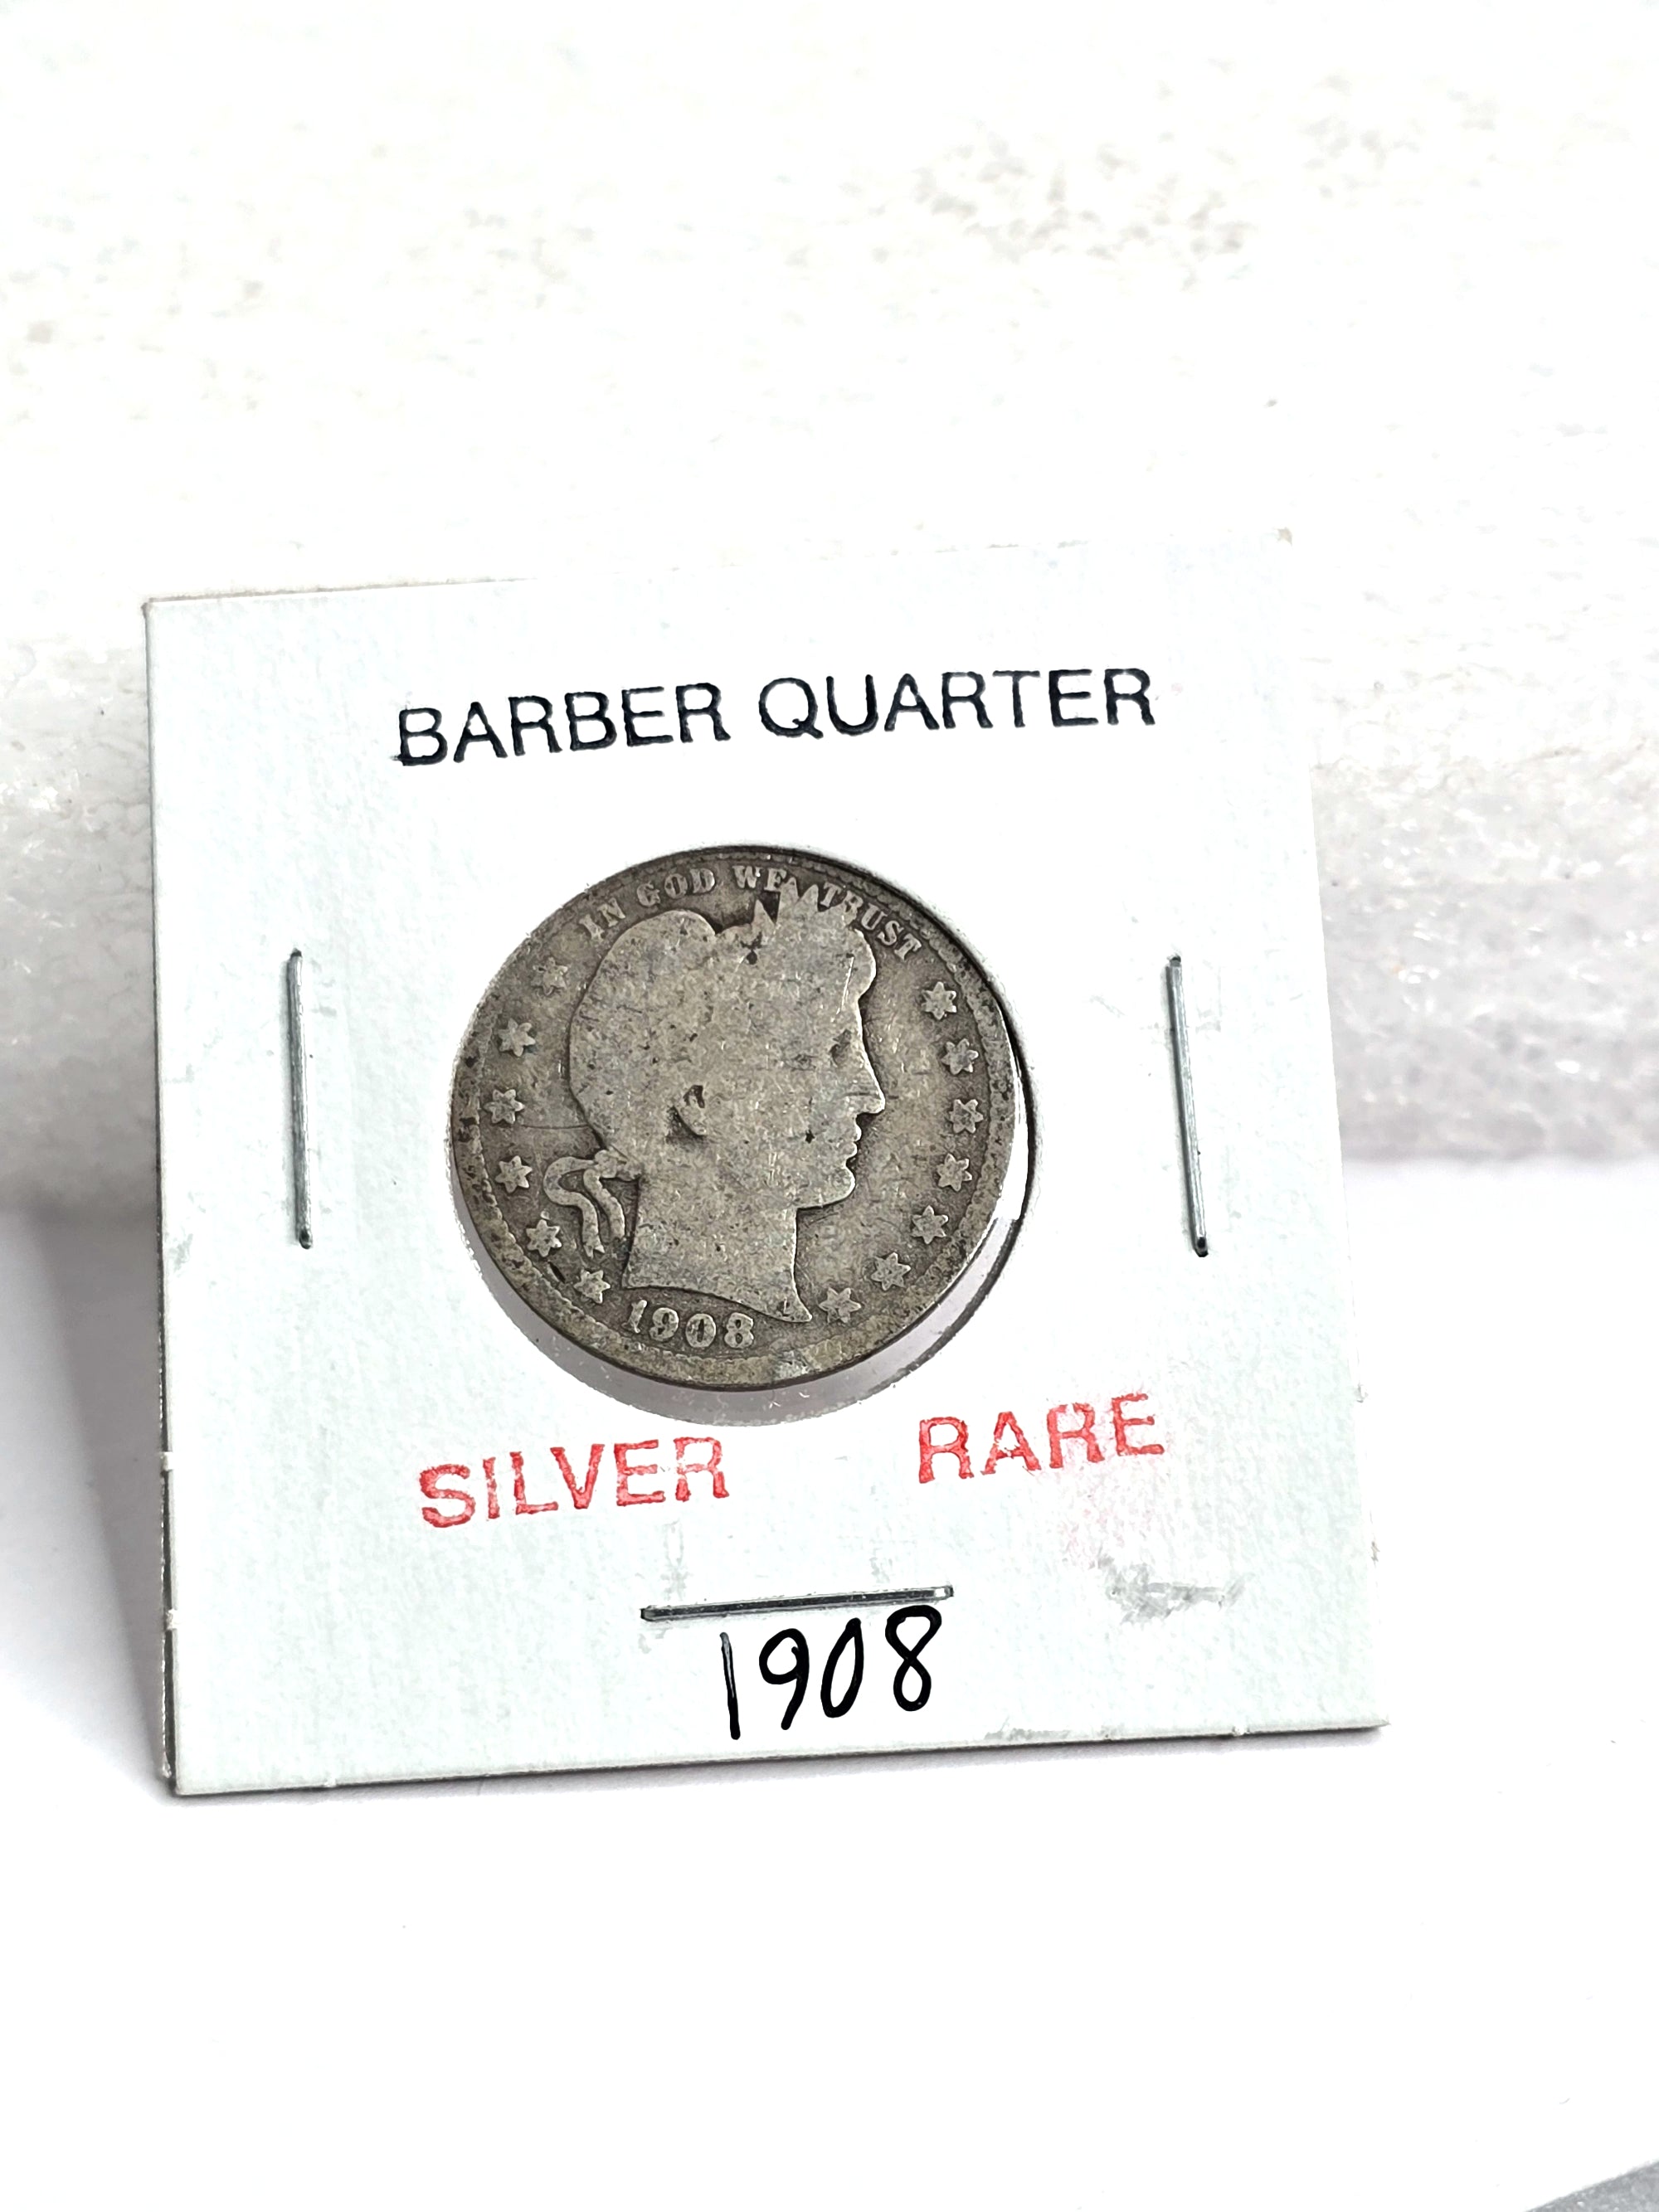 BARBER QUARTER
IN GOD WE TRUST
1908
SILVER RARE
1908